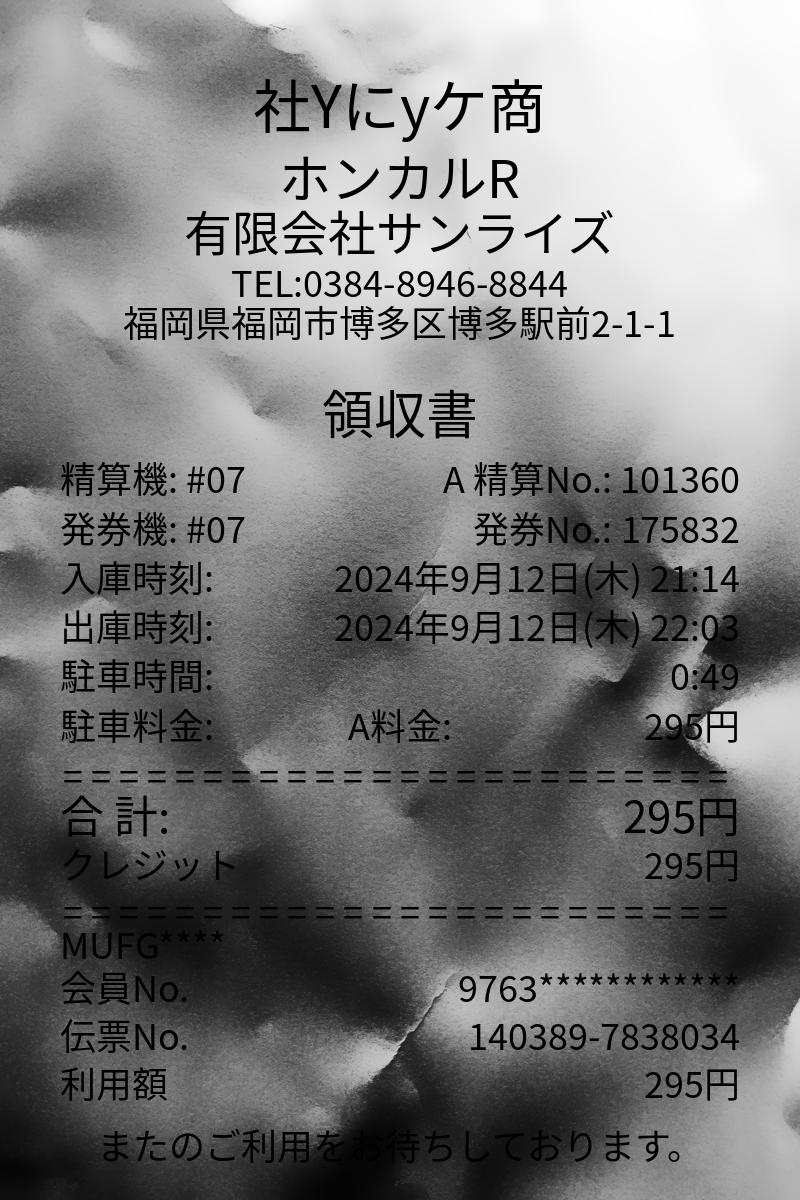 社Yにyケ商
ホンカルR
有限会社サンライズ
TEL:0384-8946-8844
福岡県福岡市博多区博多駅前2-1-1
領収書
精算機: #07 A 精算No.: 101360
発券機: #07 発券No.: 175832
入庫時刻: 2024年9月12日(木) 21:14
出庫時刻: 2024年9月12日(木) 22:03
駐車時間: 0:49
駐車料金: A料金: 295円
========================
合 計: 295円
クレジット 295円
========================
MUFG****
会員No. 9763************
伝票No. 140389-7838034
利用額 295円
またのご利用をお待ちしております。